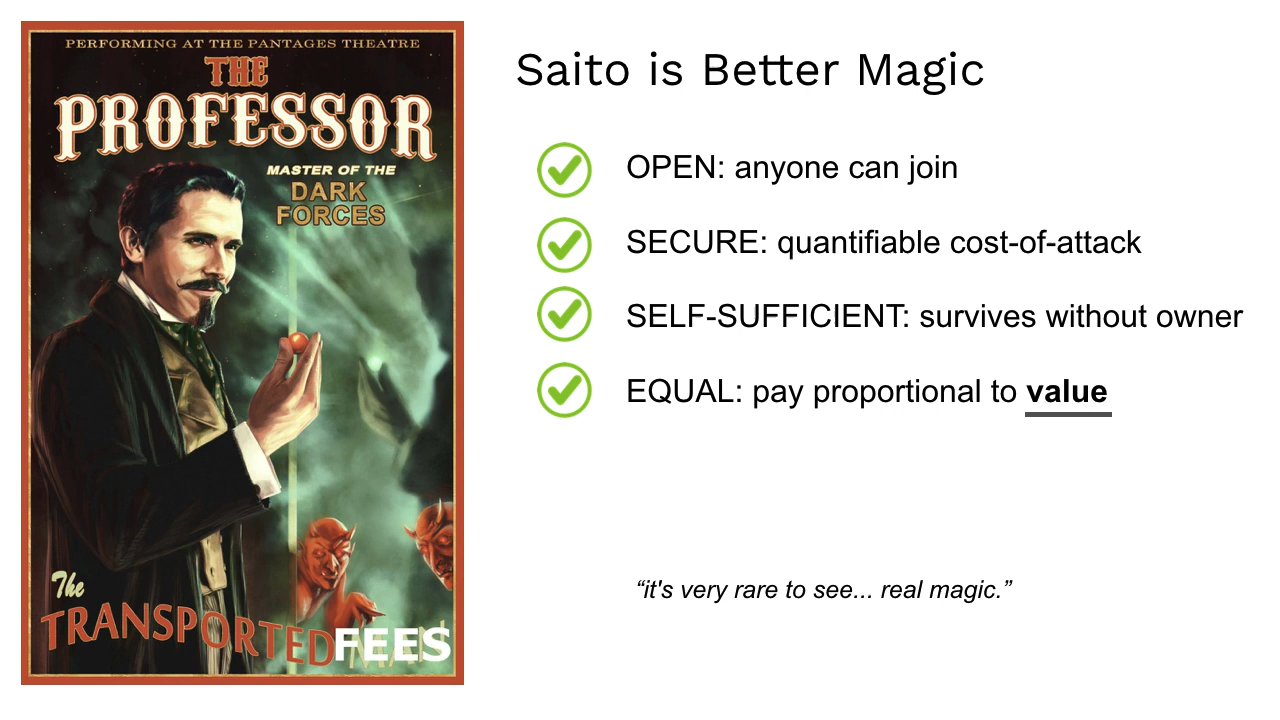 PERFORMING AT THE PANTAGES THEATRE
THE
PROFESSOR
MASTER OF THE
DARK
FORCES
The
TRANSPORTED FEES
Saito is Better Magic
OPEN: anyone can join
SECURE: quantifiable cost-of-attack
SELF-SUFFICIENT: survives without owner
EQUAL: pay proportional to value
“it's very rare to see... real magic.”